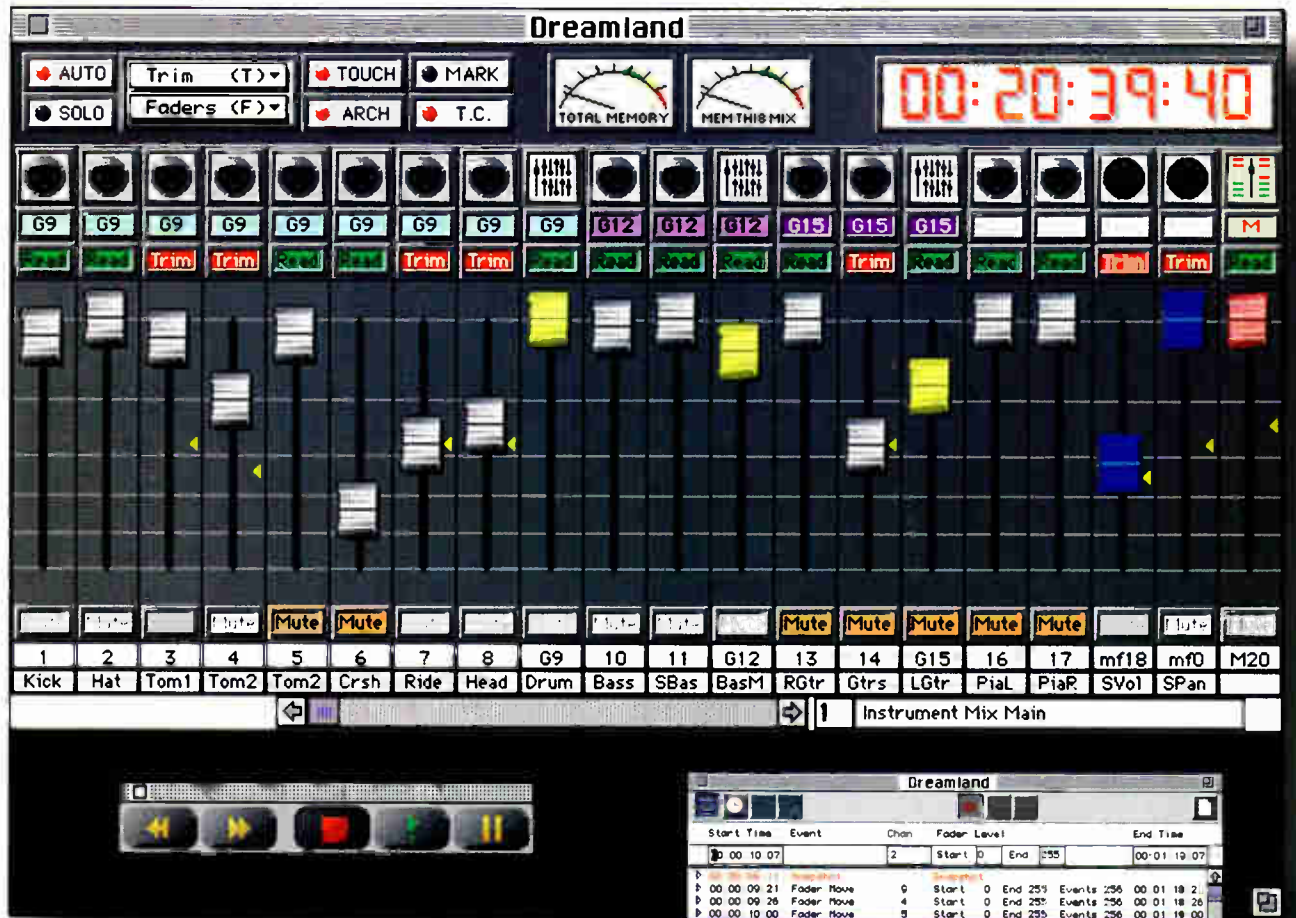 Dreamland
AUTO Trim (T) TOUCH MARK
SOLO Faders (F) ARCH T.C.
TOTAL MEMORY MEM THIS MIX
00:20:39:40
G9 G9 G9 G9 G9 G9 G9 G9 G9 G12 G12 G12 G15 G15 G15 M
Read Read Trim Trim Read Read Trim Trim Read Read Read Read Read Trim Read Read Read Trim Trim Read
Mute Mute Mute Mute Mute Mute Mute Mute Mute Mute Mute Mute
1 2 3 4 5 6 7 8 G9 10 11 G12 13 14 G15 16 17 mf18 mf0 M20
Kick Hat Tom1 Tom2 Tom2 Crsh Ride Head Drum Bass SBas BasM RGtr Gtrs LGtr PiaL PiaR SVol SPan
1 Instrument Mix Main
Dreamland
Start Time Event Chan Fader Level End Time
00 10 07 2 Start 0 End 255 00 01 19 07
Snapshot Snapshot
00 00 09 21 Fader Move 9 Start 0 End 255 Events 256 00 01 18
00 00 09 26 Fader Move 4 Start 0 End 255 Events 256 00 01 18 26
00 00 10 00 Fader Move 5 Start 0 End 255 Events 256 00 01 19 00